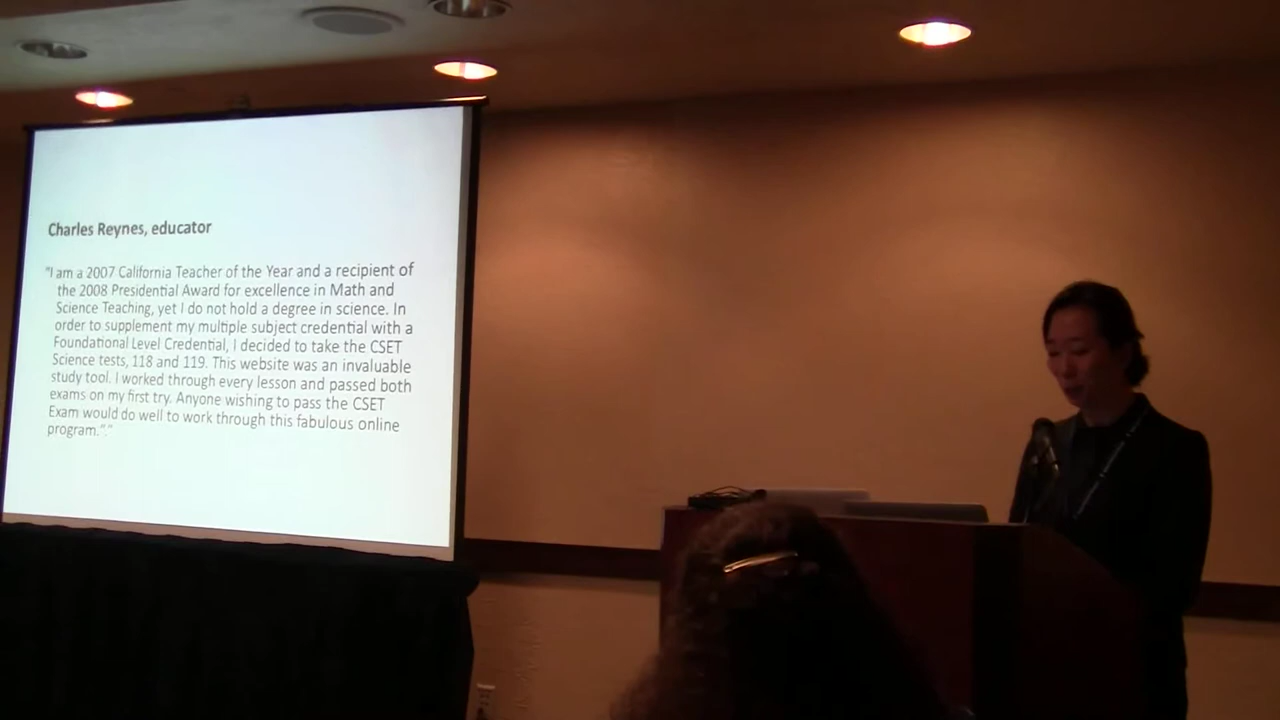 Charles Reynes, educator
"I am a 2007 California Teacher of the Year and a recipient of
the 2008 Presidential Award for excellence in Math and
Science Teaching, yet I do not hold a degree in science. In
order to supplement my multiple subject credential with a
Foundational Level Credential, I decided to take the CSET
Science tests, 118 and 119. This website was an invaluable
study tool. I worked through every lesson and passed both
exams on my first try. Anyone wishing to pass the CSET
Exam would do well to work through this fabulous online
program.""